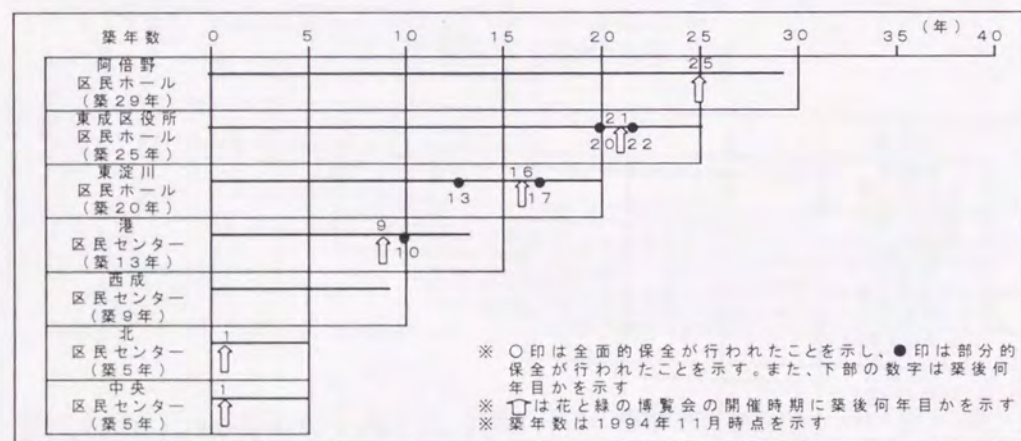 築年数 0 5 10 15 20 25 30 35 (年) 40
阿倍野
区民ホール
(築29年)
25
東成区役所
区民ホール
(築25年)
21
20 22
東淀川
区民ホール
(築20年)
16
13 17
港
区民センター
(築13年)
9
10
西成
区民センター
(築9年)
北
区民センター
(築5年)
1
中央
区民センター
(築5年)
1
※ ○印は全面的保全が行われたことを示し、●印は部分的
保全が行われたことを示す。また、下部の数字は築後何
年目かを示す
※ ⇧は花と緑の博覧会の開催時期に築後何年目かを示す
※ 築年数は1994年11月時点を示す